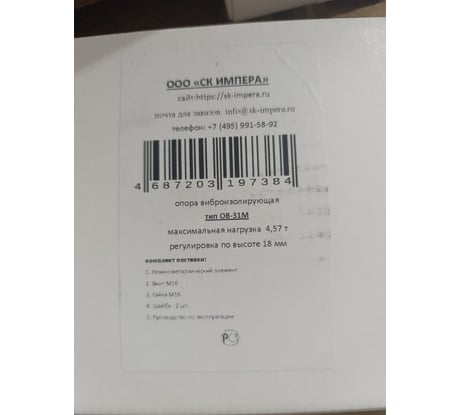 ООО «СК ИМПЕРА»
сайт:https://sk-impera.ru
почта для заказов: info@sk-impera.ru
телефон: +7 (495) 991-58-92
4 687203 197384
опора виброизолирующая
тип ОВ-31М
максимальная нагрузка 4,57 т
регулировка по высоте 18 мм
комплект поставки:
1. Резинометаллический элемент
2. Винт М16
3. Гайка М16
4. Шайба - 2 шт.
5. Руководство по эксплуатации